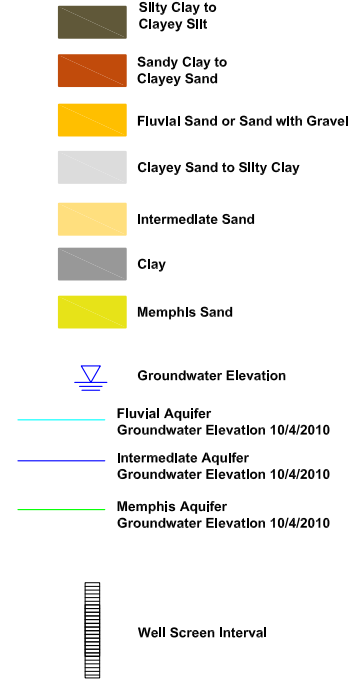 Silty Clay to
Clayey Silt
Sandy Clay to
Clayey Sand
Fluvial Sand or Sand with Gravel
Clayey Sand to Silty Clay
Intermediate Sand
Clay
Memphis Sand
Groundwater Elevation
Fluvial Aquifer
Groundwater Elevation 10/4/2010
Intermediate Aquifer
Groundwater Elevation 10/4/2010
Memphis Aquifer
Groundwater Elevation 10/4/2010
Well Screen Interval